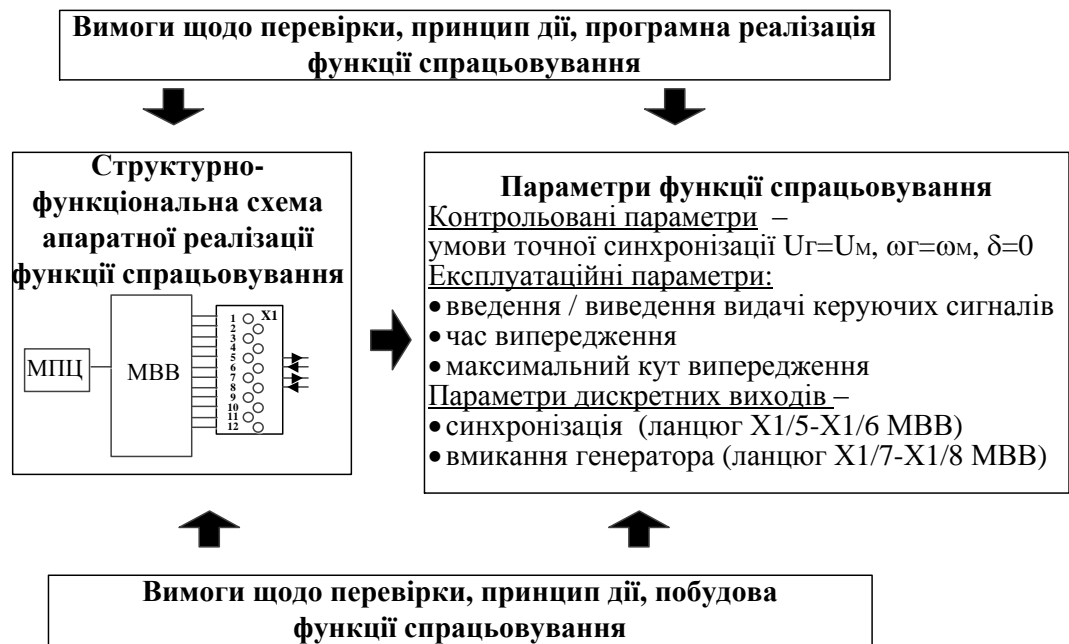 Вимоги щодо перевірки, принцип дії, програмна реалізація
функції спрацьовування
Структурно-
функціональна схема
апаратної реалізації
функції спрацьовування
МПЦ
МВВ
X1
1
2
3
4
5
6
7
8
9
10
11
12
Параметри функції спрацьовування
Контрольовані параметри –
умови точної синхронізації Uг=Uм, ωг=ωм, δ=0
Експлуатаційні параметри:
• введення / виведення видачі керуючих сигналів
• час випередження
• максимальний кут випередження
Параметри дискретних виходів –
• синхронізація (ланцюг X1/5-X1/6 МВВ)
• вмикання генератора (ланцюг X1/7-X1/8 МВВ)
Вимоги щодо перевірки, принцип дії, побудова
функції спрацьовування